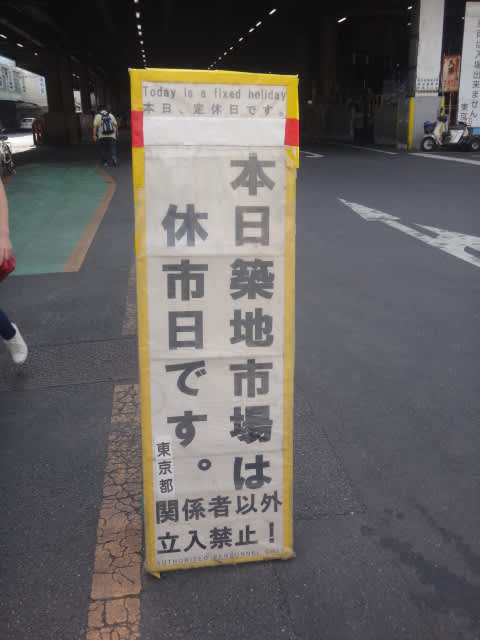 Today is a fixed holiday
本日、定休日です。
本日築地市場は
休市日です。
東京都
関係者以外
立入禁止！
AUTHORIZED PERSONNEL ONLY